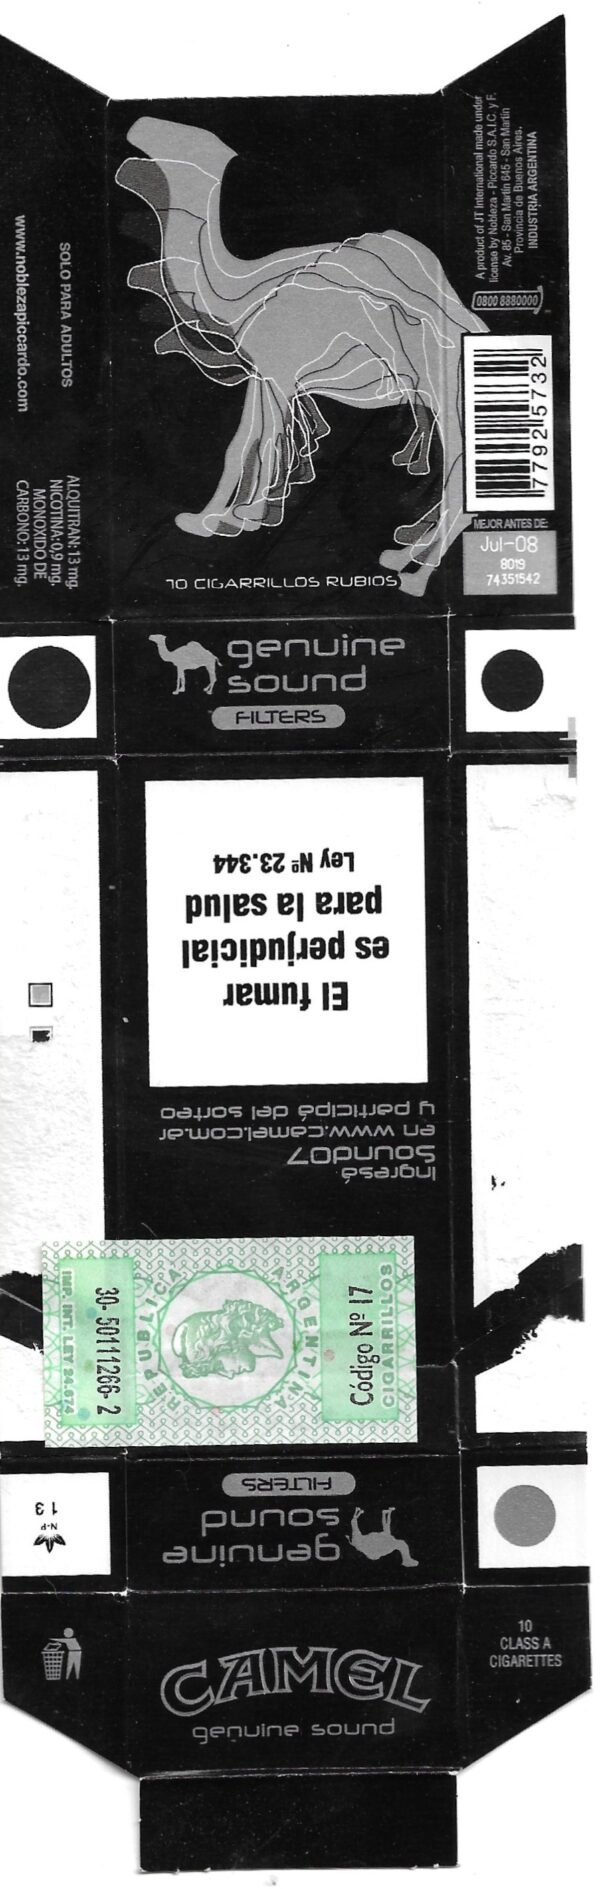 A product of JT International made under
license by Nobleza - Piccardo S.A.I.C. y F.
Av. 85 - San Martín 645 - San Martín
Provincia de Buenos Aires.
INDUSTRIA ARGENTINA
0800 8880000
SOLO PARA ADULTOS
www.noblezapiccardo.com
ALQUITRAN:13 mg.
NICOTINA:0,9 mg.
MONOXIDO DE
CARBONO:13 mg.
77925732
MEJOR ANTES DE:
Jul-08
8019
74351542
10 CIGARRILLOS RUBIOS
genuine
sound
FILTERS
El fumar
es perjudicial
para la salud
Ley Nº 23.344
Ingresá
Sound07
en www.camel.com.ar
y participá del sorteo
REPUBLICA ARGENTINA
IMP. INT. LEY 24.674
30-50111266-2
Código Nº 17
CIGARRILLOS
genuine
sound
FILTERS
N-P
13
CAMEL
genuine sound
10
CLASS A
CIGARETTES